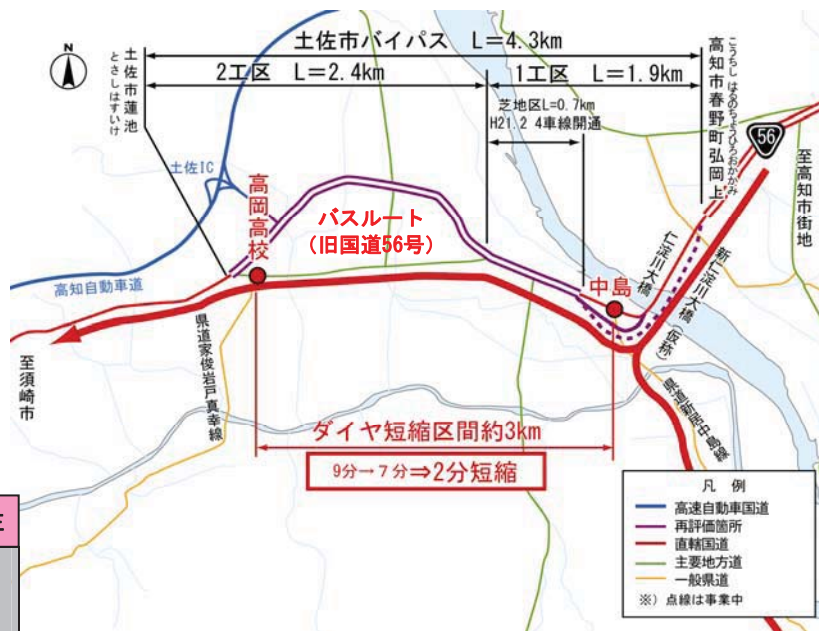 土佐市バイパス L=4.3km
2工区 L=2.4km
1工区 L=1.9km
芝地区L=0.7km
H21.2 4車線開通
N
土佐市蓮池
とさしはすいけ
高知市春野町弘岡上
こうちし はるのちょうひろおかかみ
56
至高知市街地
土佐IC
高岡高校
バスルート
(旧国道56号)
高知自動車道
中島
仁淀川大橋
新仁淀川大橋(仮称)
至須崎市
県道家俊岩戸真幸線
県道新居中島線
ダイヤ短縮区間約3km
9分→7分⇒2分短縮
凡 例
高速自動車国道
再評価箇所
直轄国道
主要地方道
一般県道
※)点線は事業中